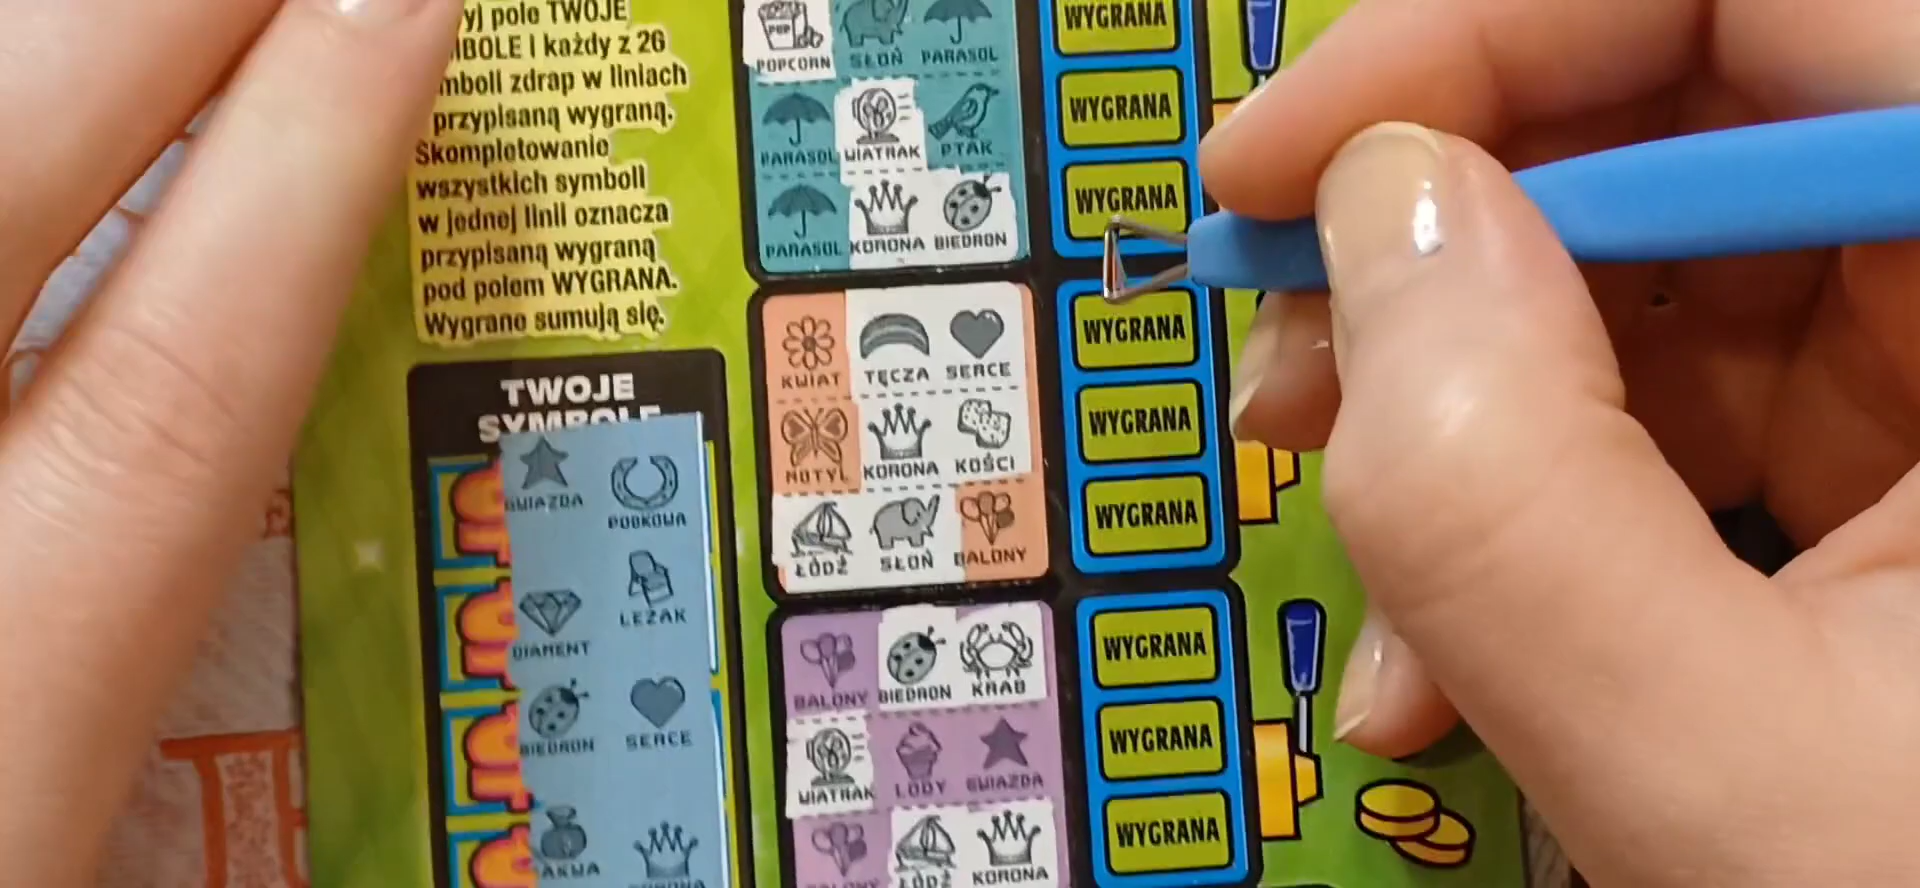 pole TWOJE
każdy z 26
zdrap w liniach
przypisaną wygraną.
Skompletowanie
wszystkich symboli
w jednej linii oznacza
przypisaną wygraną
pod polem WYGRANA.
Wygrane sumują się.
TWOJE
SYMBOLE
GWIAZDA
PODKOWA
DIAMENT
LEŻAK
BIEDRON
SERCE
POP
POPCORN SŁOŃ PARASOL
PARASOL WIATRAK PTAK
PARASOL KORONA BIEDRON
WYGRANA
WYGRANA
WYGRANA
KWIAT TĘCZA SERCE
MOTYL KORONA KOŚCI
ŁÓDŹ SŁOŃ BALONY
WYGRANA
WYGRANA
WYGRANA
BALONY BIEDRON KRAB
WIATRAK LODY GWIAZDA
BALONY ŁÓDŹ KORONA
WYGRANA
WYGRANA
WYGRANA